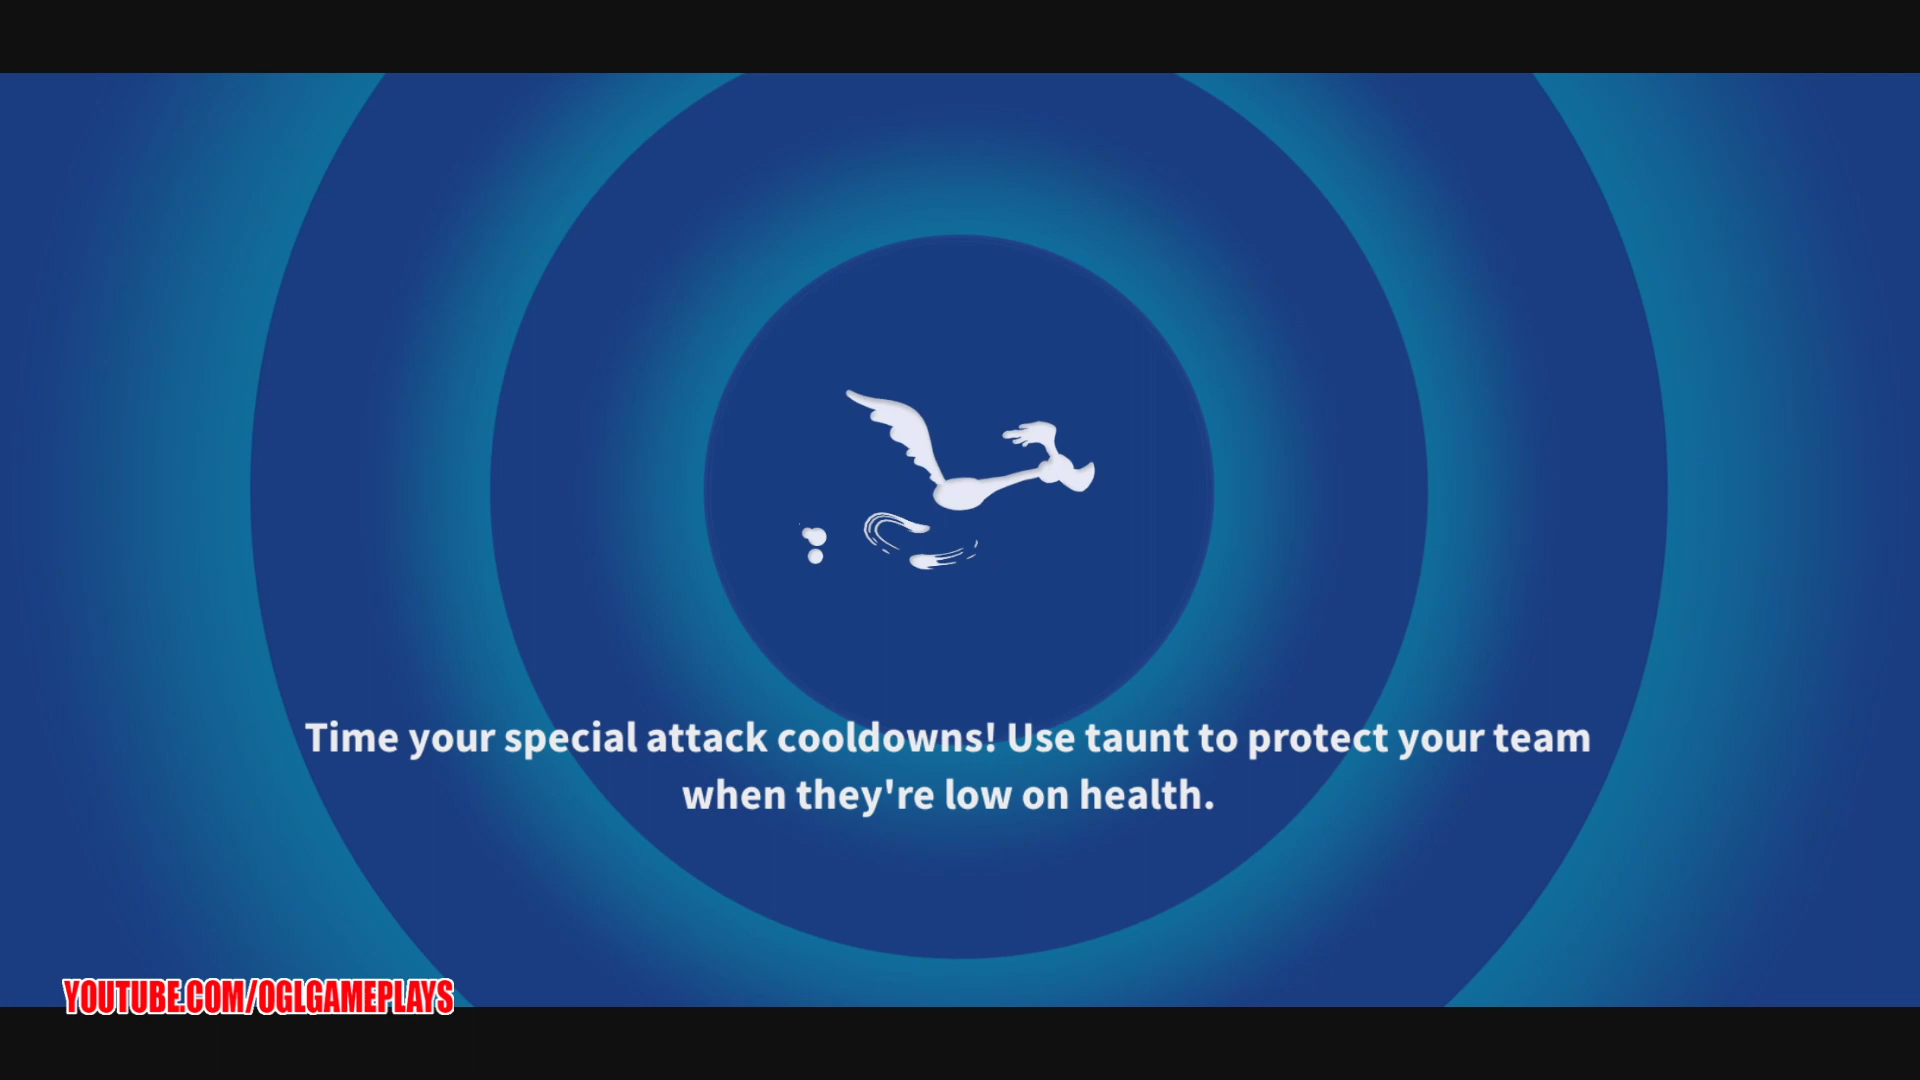 Time your special attack cooldowns! Use taunt to protect your team
when they're low on health.
YOUTUBE.COM/OGLGAMEPLAYS